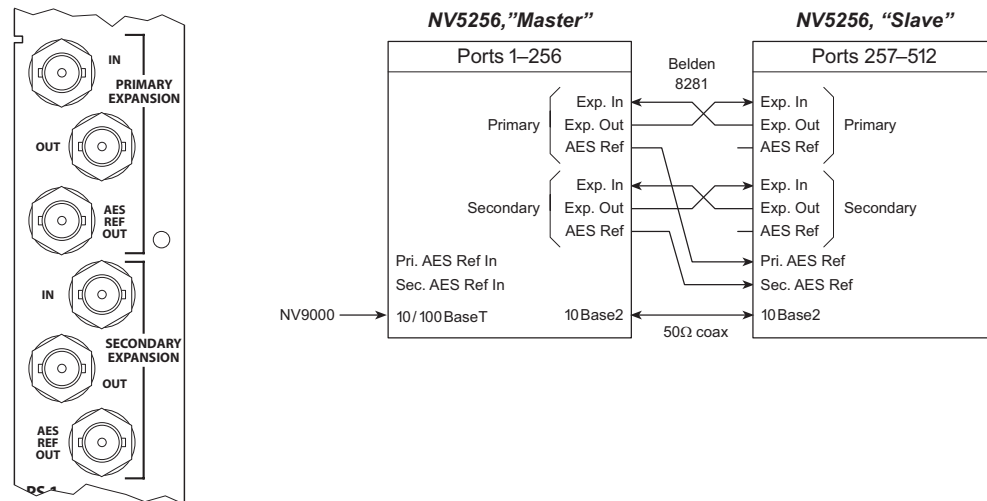 IN
PRIMARY
EXPANSION
OUT
AES
REF
OUT
IN
SECONDARY
EXPANSION
OUT
AES
REF
OUT
NV5256,"Master"
NV5256, “Slave”
Ports 1–256
Belden
8281
Ports 257–512
Primary
Exp. In
Exp. Out
AES Ref
Exp. In
Exp. Out
AES Ref
Primary
Secondary
Exp. In
Exp. Out
AES Ref
Exp. In
Exp. Out
AES Ref
Secondary
Pri. AES Ref In
Sec. AES Ref In
Pri. AES Ref
Sec. AES Ref
NV9000
10/100BaseT
10Base2
50Ω coax
10Base2